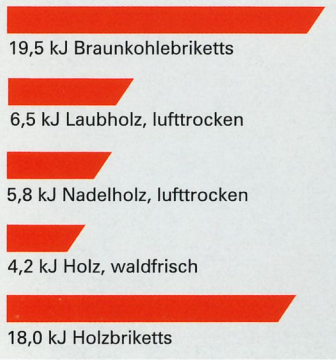 19,5 kJ Braunkohlebriketts
6,5 kJ Laubholz, lufttrocken
5,8 kJ Nadelholz, lufttrocken
4,2 kJ Holz, waldfrisch
18,0 kJ Holzbriketts